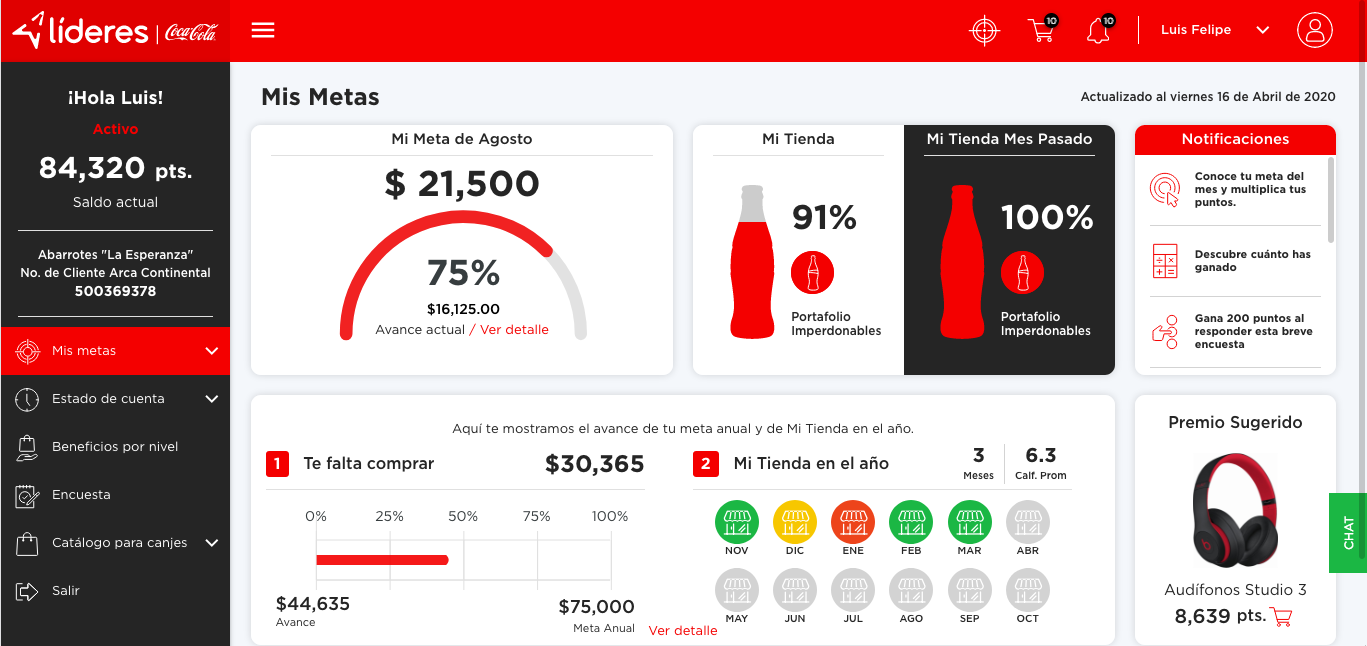 líderes | Coca-Cola
10
10
Luis Felipe
¡Hola Luis!
Activo
84,320 pts.
Saldo actual
Abarrotes "La Esperanza"
No. de Cliente Arca Continental
500369378
Mis metas
Estado de cuenta
Beneficios por nivel
Encuesta
Catálogo para canjes
Salir
Mis Metas
Actualizado al viernes 16 de Abril de 2020
Mi Meta de Agosto
$ 21,500
75%
$16,125.00
Avance actual / Ver detalle
Mi Tienda
91%
Portafolio
Imperdonables
Mi Tienda Mes Pasado
100%
Portafolio
Imperdonables
Notificaciones
Conoce tu meta del
mes y multiplica tus
puntos.
Descubre cuánto has
ganado
Gana 200 puntos al
responder esta breve
encuesta
Aquí te mostramos el avance de tu meta anual y de Mi Tienda en el año.
1 Te falta comprar $30,365
0% 25% 50% 75% 100%
$44,635
Avance
$75,000
Meta Anual
Ver detalle
2 Mi Tienda en el año
3
Meses
6.3
Calif. Prom
NOV DIC ENE FEB MAR ABR
MAY JUN JUL AGO SEP OCT
Premio Sugerido
Audífonos Studio 3
8,639 pts.
CHAT